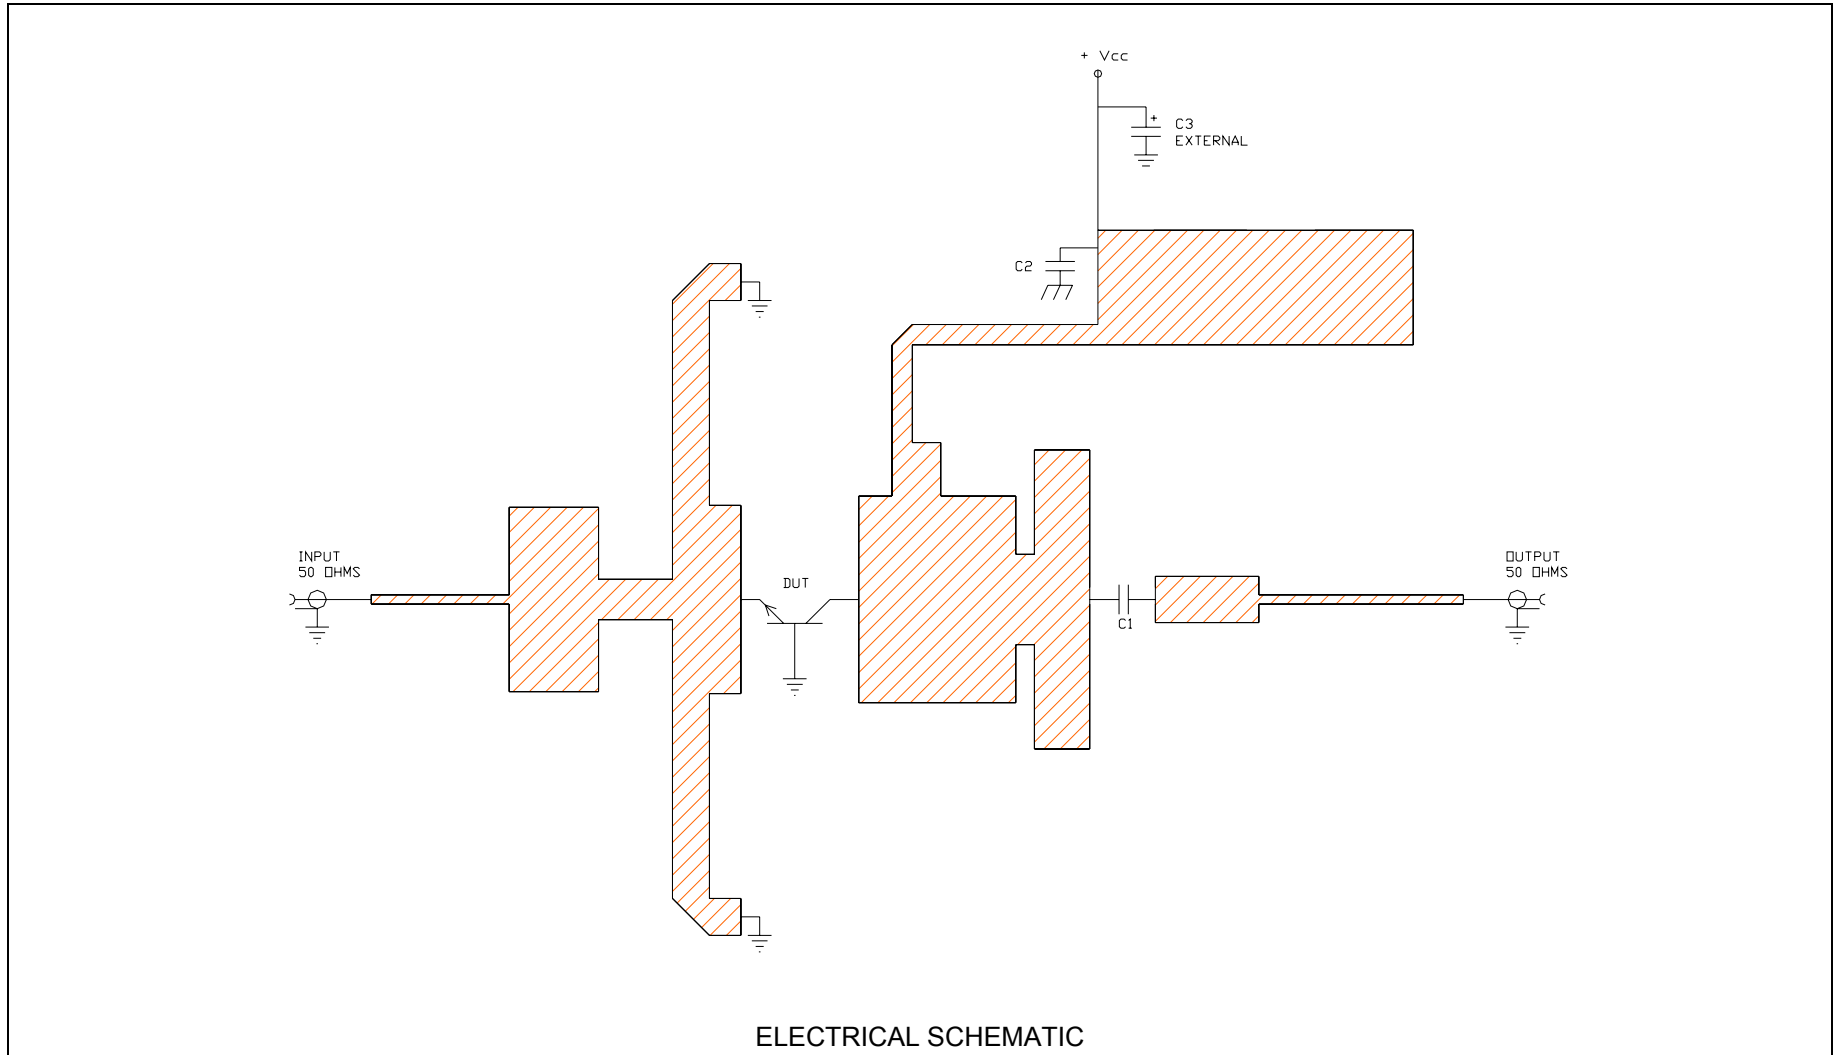 + Vcc
+
C3
EXTERNAL
C2
INPUT
50 OHMS
DUT
C1
OUTPUT
50 OHMS
ELECTRICAL SCHEMATIC